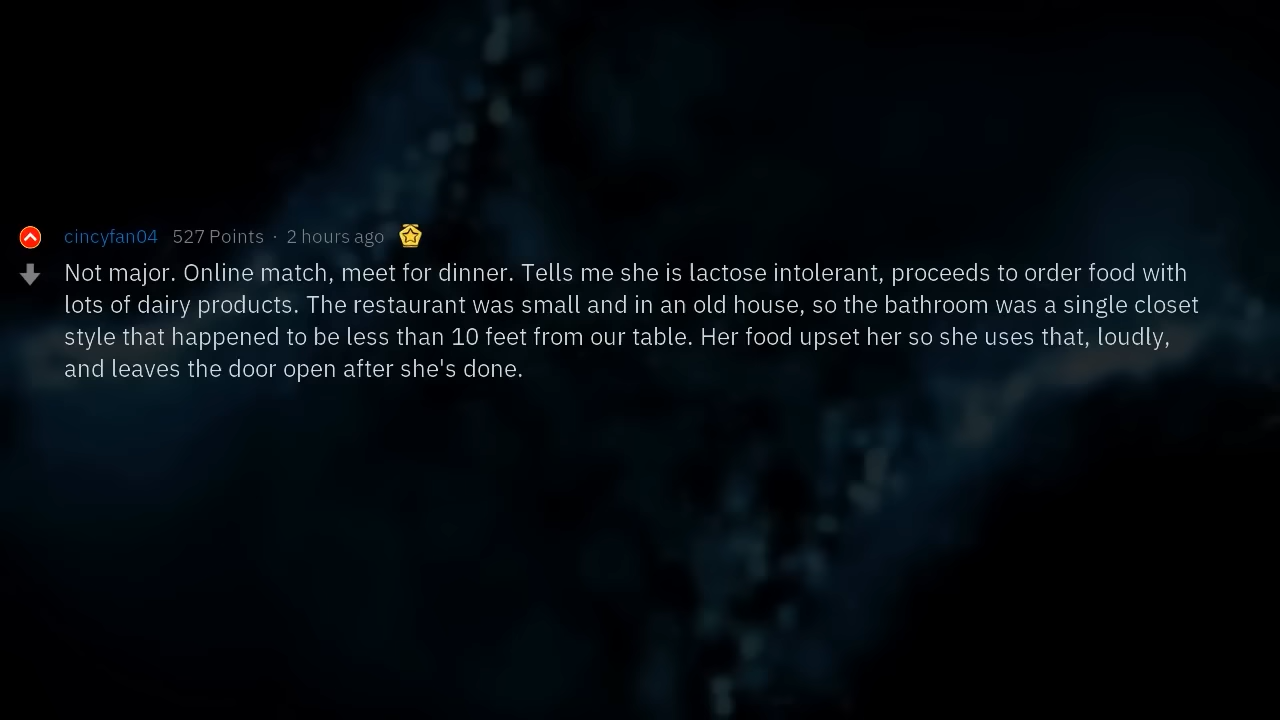 cincyfan04 527 Points · 2 hours ago
Not major. Online match, meet for dinner. Tells me she is lactose intolerant, proceeds to order food with
lots of dairy products. The restaurant was small and in an old house, so the bathroom was a single closet
style that happened to be less than 10 feet from our table. Her food upset her so she uses that, loudly,
and leaves the door open after she's done.